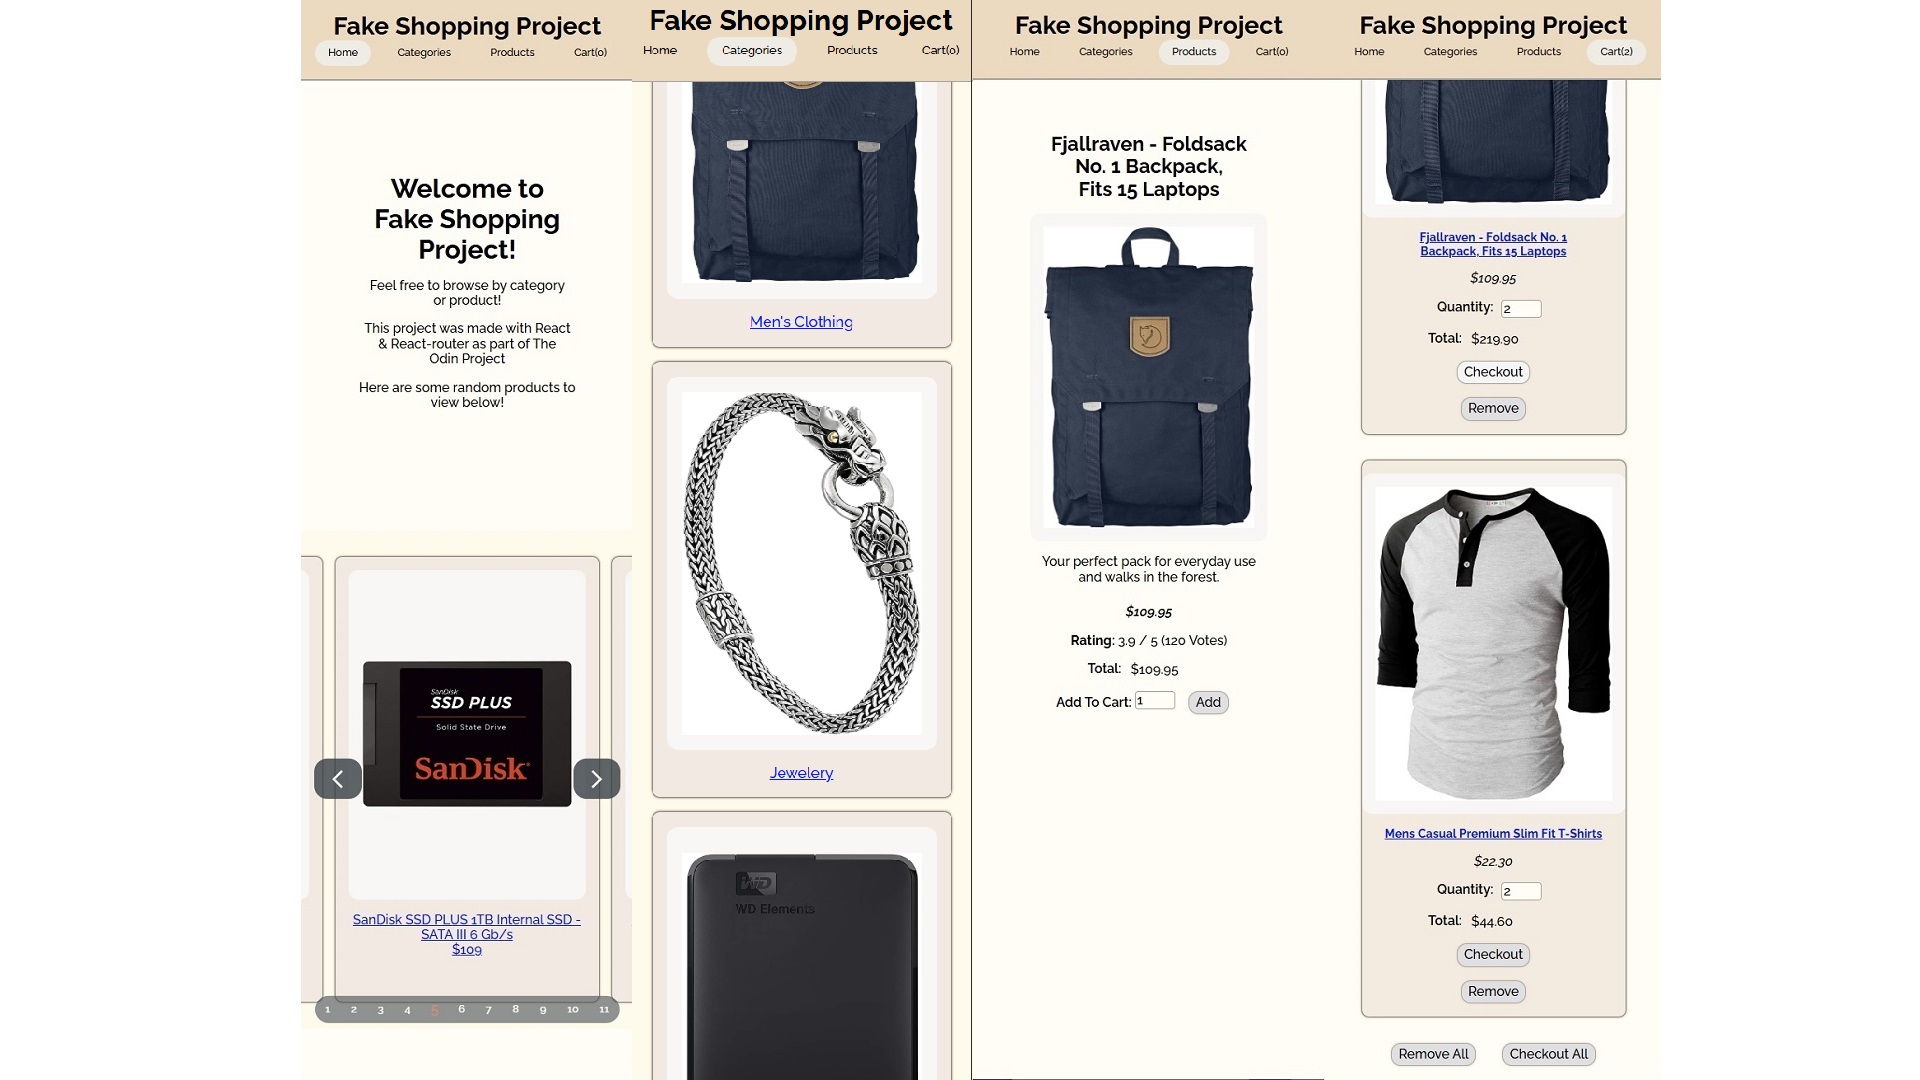 Fake Shopping Project
Home Categories Products Cart(0)
Welcome to
Fake Shopping
Project!
Feel free to browse by category
or product!
This project was made with React
& React-router as part of The
Odin Project
Here are some random products to
view below!
SanDisk
SSD PLUS
Solid State Drive
SanDisk
SanDisk SSD PLUS 1TB Internal SSD -
SATA III 6 Gb/s
$109
1 2 3 4 5 6 7 8 9 10 11
Fake Shopping Project
Home Categories Products Cart(0)
Men's Clothing
Jewelery
WD
WD Elements
Fake Shopping Project
Home Categories Products Cart(0)
Fjallraven - Foldsack
No. 1 Backpack,
Fits 15 Laptops
Your perfect pack for everyday use
and walks in the forest.
$109.95
Rating: 3.9 / 5 (120 Votes)
Total: $109.95
Add To Cart: 1 Add
Fake Shopping Project
Home Categories Products Cart(2)
Fjallraven - Foldsack No. 1
Backpack, Fits 15 Laptops
$109.95
Quantity: 2
Total: $219.90
Checkout
Remove
Mens Casual Premium Slim Fit T-Shirts
$22.30
Quantity: 2
Total: $44.60
Checkout
Remove
Remove All Checkout All